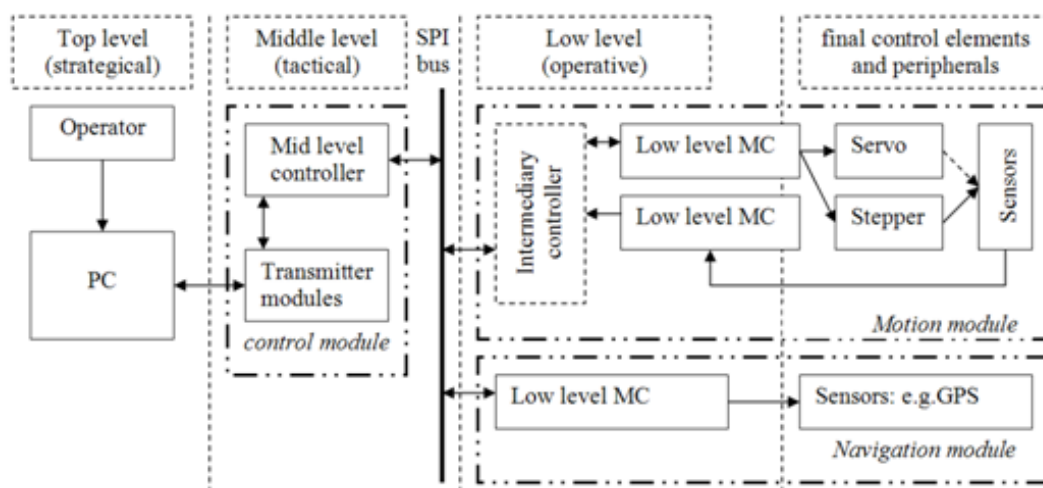 Top level
(strategical)
Middle level
(tactical)
SPI
bus
Low level
(operative)
final control elements
and peripherals
Operator
PC
Mid level
controller
Transmitter
modules
control module
Intermediary
controller
Low level MC
Low level MC
Servo
Stepper
Sensors
Motion module
Low level MC
Sensors: e.g.GPS
Navigation module